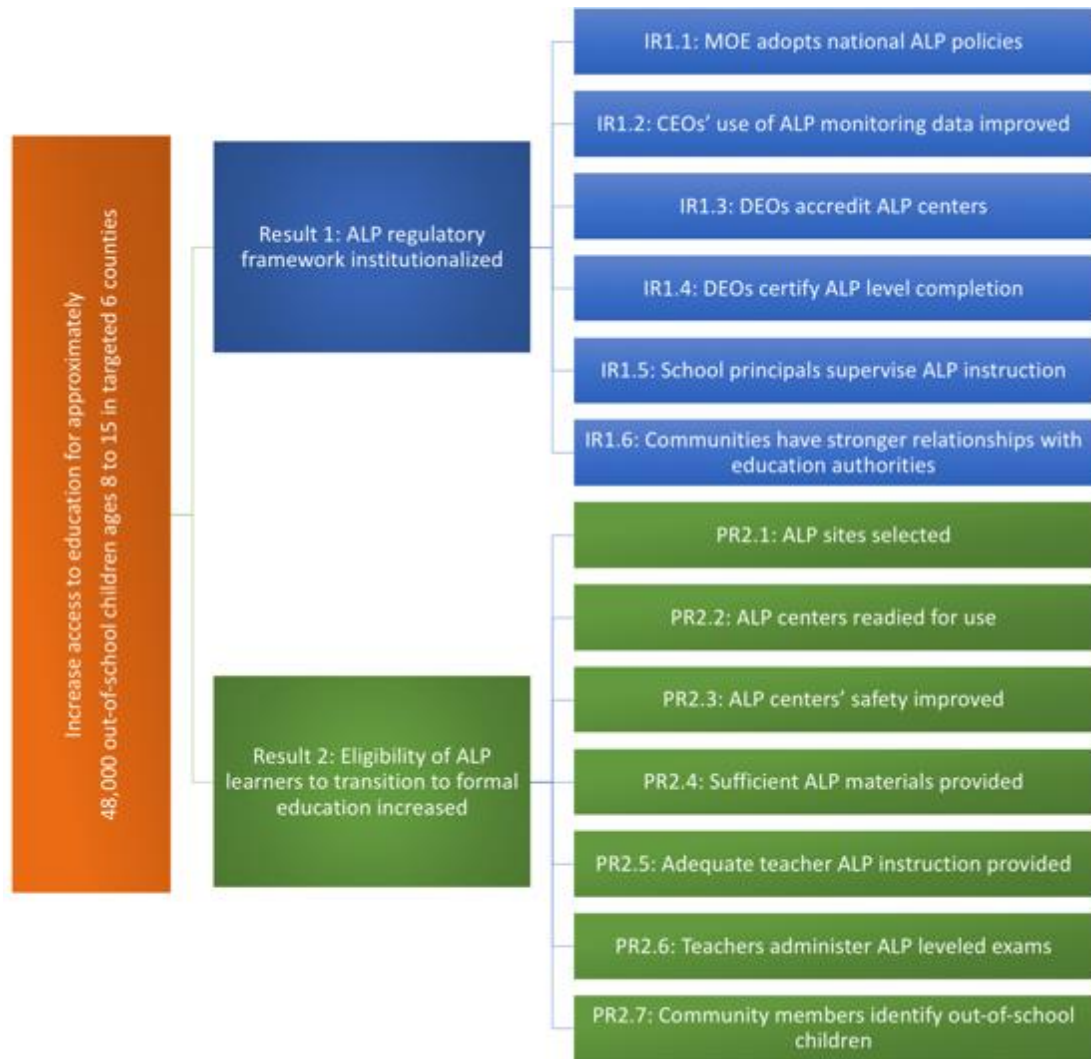 Increase access to education for approximately
48,000 out-of-school children ages 8 to 15 in targeted 6 counties
Result 1: ALP regulatory
framework institutionalized
IR1.1: MOE adopts national ALP policies
IR1.2: CEOs’ use of ALP monitoring data improved
IR1.3: DEOs accredit ALP centers
IR1.4: DEOs certify ALP level completion
IR1.5: School principals supervise ALP instruction
IR1.6: Communities have stronger relationships with
education authorities
Result 2: Eligibility of ALP
learners to transition to formal
education increased
PR2.1: ALP sites selected
PR2.2: ALP centers readied for use
PR2.3: ALP centers’ safety improved
PR2.4: Sufficient ALP materials provided
PR2.5: Adequate teacher ALP instruction provided
PR2.6: Teachers administer ALP leveled exams
PR2.7: Community members identify out-of-school
children